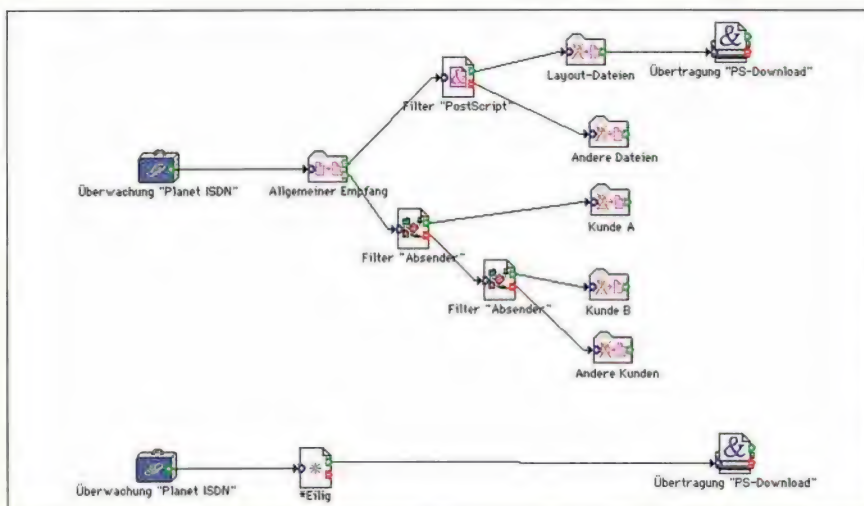 Filter "PostScript"
Layout-Dateien
Übertragung "PS-Download"
Andere Dateien
Überwachung "Planet ISDN"
Allgemeiner Empfang
Kunde A
Filter "Absender"
Filter "Absender"
Kunde B
Andere Kunden
Überwachung "Planet ISDN"
*Eilig
Übertragung "PS-Download"